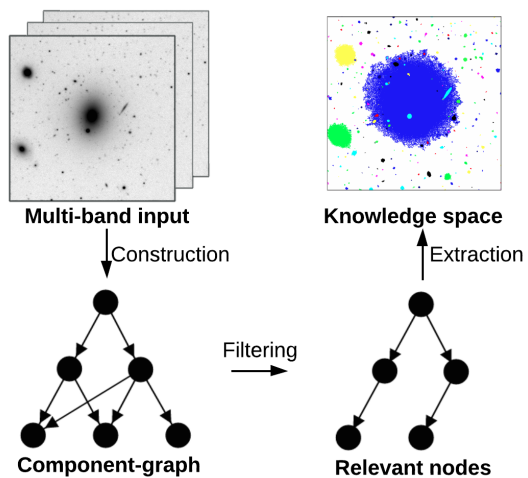 Multi-band input
Knowledge space
Construction
Extraction
Filtering
Component-graph
Relevant nodes